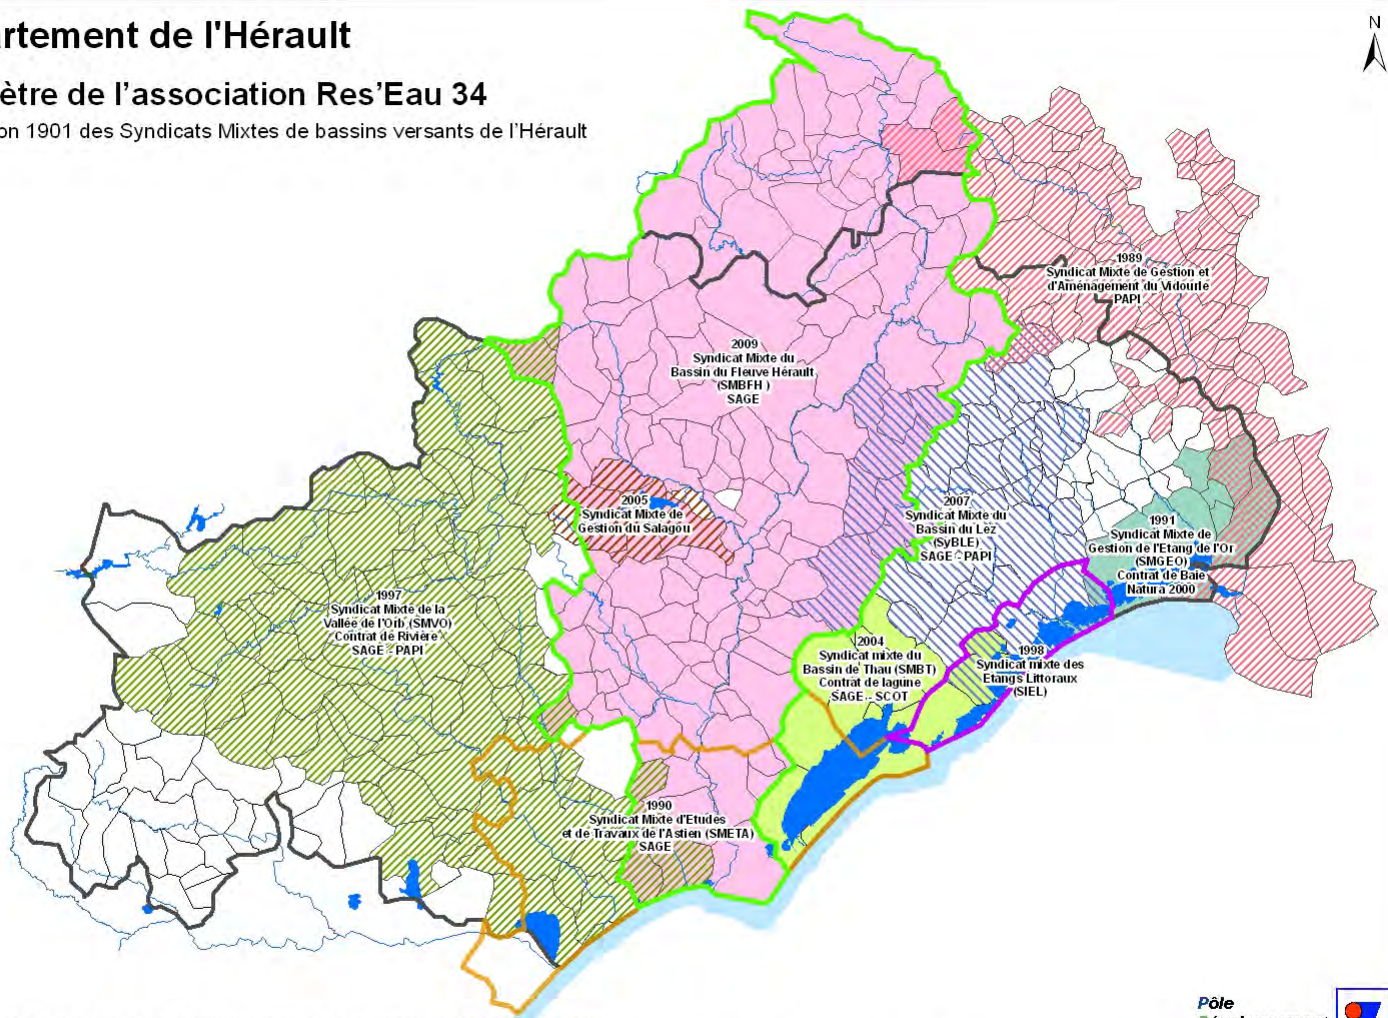 rtement de l'Hérault
ètre de l'association Res'Eau 34
on 1901 des Syndicats Mixtes de bassins versants de l'Hérault
N
1989
Syndicat Mixte de Gestion et
d'Aménagement du Vidourle
PAPI
2009
Syndicat Mixte du
Bassin du Fleuve Hérault
(SMBFH )
SAGE
2005
Syndicat Mixte de
Gestion du Salagou
2007
Syndicat Mixte du
Bassin du Lez
(SyBLE)
SAGE - PAPI
1991
Syndicat Mixte de
Gestion de l'Etang de l'Or
(SMGEO)
Contrat de Baie
Natura 2000
1997
Syndicat Mixte de la
Vallée de l'Orb (SMVO)
Contrat de Rivière
SAGE - PAPI
2004
Syndicat mixte du
Bassin de Thau (SMBT)
Contrat de lagune
SAGE - SCOT
1998
Syndicat mixte des
Etangs Littoraux
(SIEL)
1990
Syndicat Mixte d'Etudes
et de Travaux de l'Astien (SMETA)
SAGE
Pôle